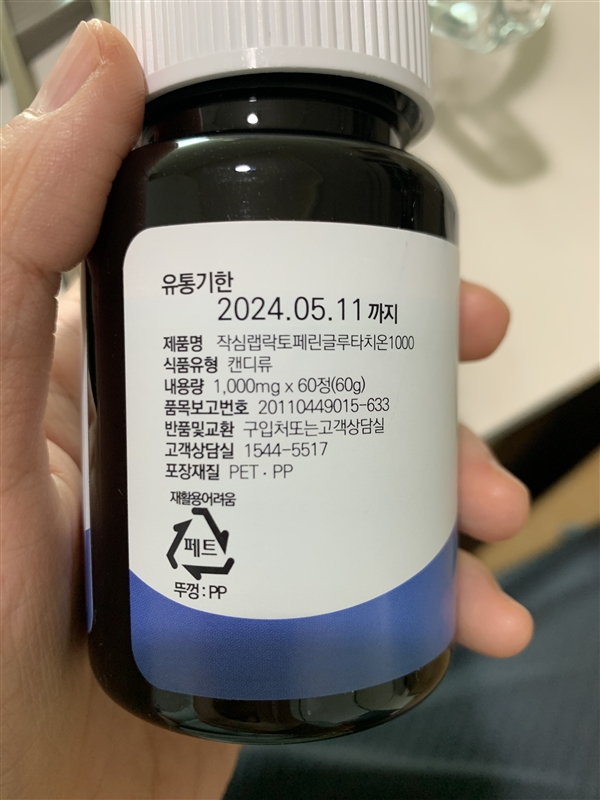 유통기한
2024.05.11 까지
제품명 작심랩락토페린글루타치온1000
식품유형 캔디류
내용량 1,000mg x 60정(60g)
품목보고번호 20110449015-633
반품및교환 구입처또는고객상담실
고객상담실 1544-5517
포장재질 PET · PP
재활용어려움
페트
뚜껑 : PP